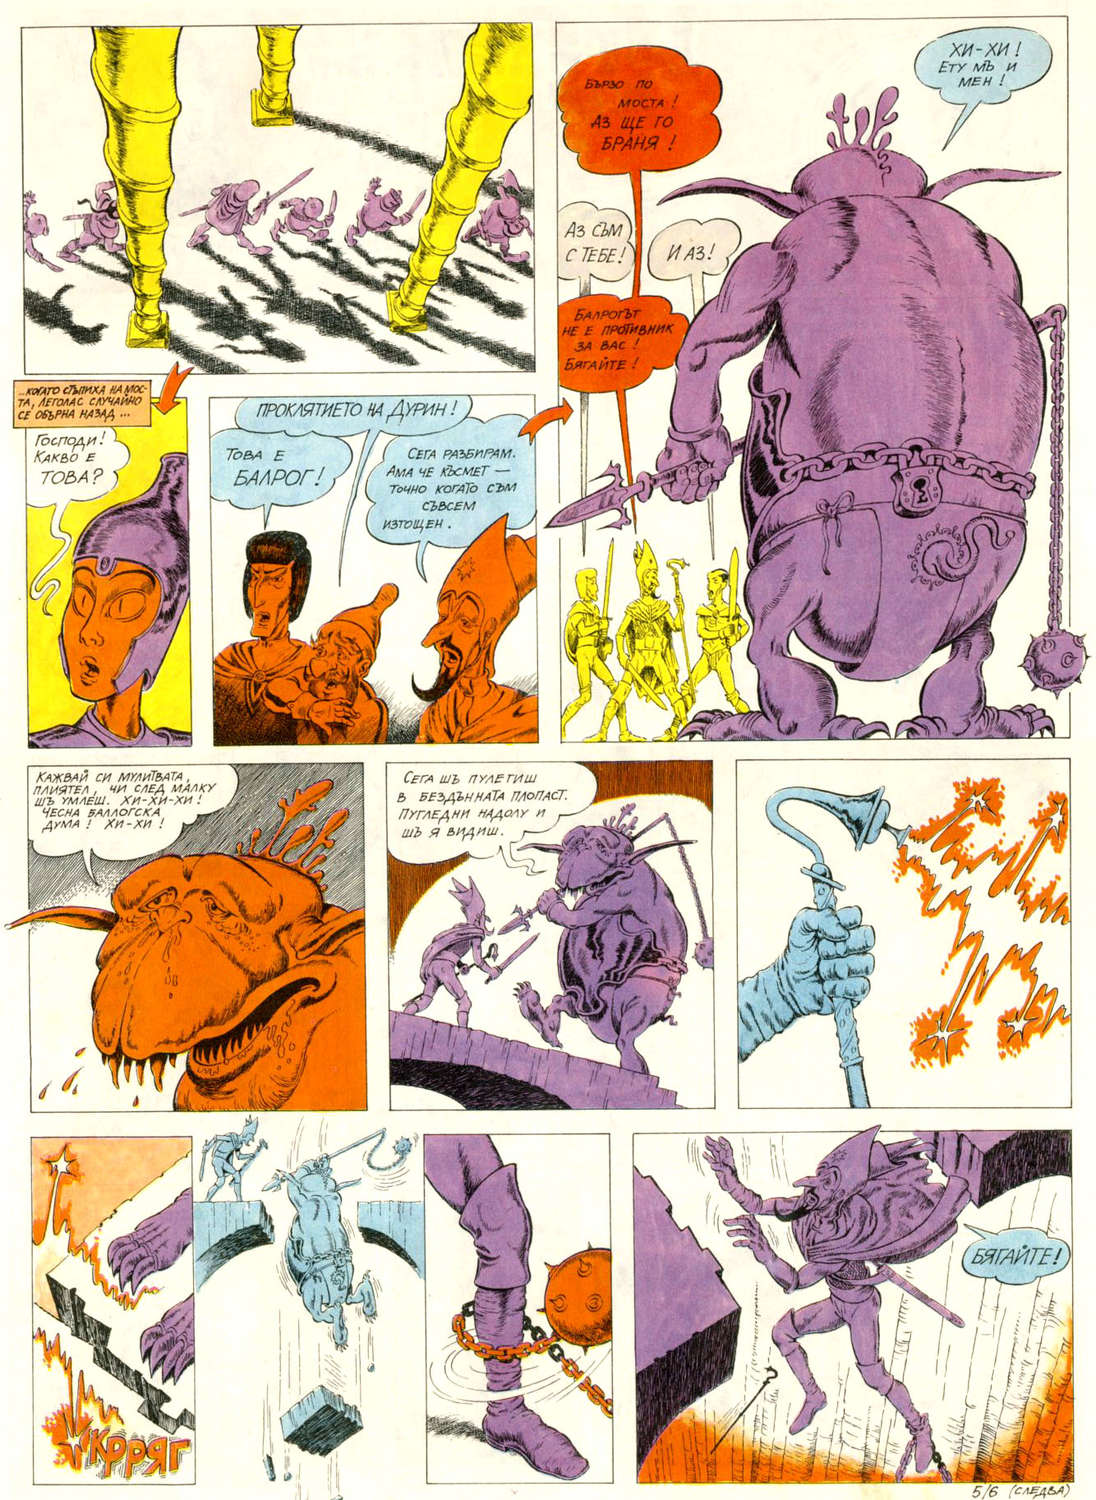 ...КОГАТО СТЪПИХА НА МОС-
ТА, ЛЕГОЛАС СЛУЧАЙНО
СЕ ОБЪРНА НАЗАД ...
ГОСПОДИ!
КАКВО Е
ТОВА?
ТОВА Е
БАЛРОГ!
ПРОКЛЯТИЕТО НА ДУРИН!
СЕГА РАЗБИРАМ.
АМА ЧЕ КЪСМЕТ —
ТОЧНО КОГАТО СЪМ
СЪВСЕМ
ИЗТОЩЕН.
БЪРЗО ПО
МОСТА!
АЗ ЩЕ ГО
БРАНЯ!
АЗ СЪМ
С ТЕБЕ!
И АЗ!
БАЛРОГЪТ
НЕ Е ПРОТИВНИК
ЗА ВАС!
БЯГАЙТЕ!
ХИ-ХИ!
ЕТУ МЪ И
МЕН!
КАЖВАЙ СИ МУЛИТВАТА,
ПЛИЯТЕЛ, ЧИ СЛЕД МАЛКУ
ШЪ УМЛЕШ. ХИ-ХИ-ХИ!
ЧЕСНА БАЛЛОГСКА
ДУМА! ХИ-ХИ!
СЕГА ШЪ ПУЛЕТИШ
В БЕЗДЪННАТА ПЛОПАСТ.
ПУГЛЕДНИ НАДОЛУ И
ШЪ Я ВИДИШ.
КРРЯГ
БЯГАЙТЕ!
5/6 (СЛЕДВА)